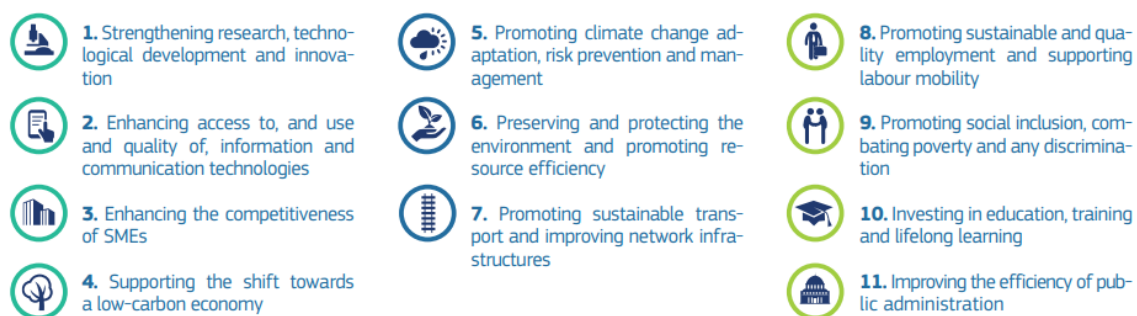 1. Strengthening research, techno-
logical development and innova-
tion
2. Enhancing access to, and use
and quality of, information and
communication technologies
3. Enhancing the competitiveness
of SMEs
4. Supporting the shift towards
a low-carbon economy
5. Promoting climate change ad-
aptation, risk prevention and man-
agement
6. Preserving and protecting the
environment and promoting re-
source efficiency
7. Promoting sustainable trans-
port and improving network infra-
structures
8. Promoting sustainable and qua-
lity employment and supporting
labour mobility
9. Promoting social inclusion, com-
bating poverty and any discrimina-
tion
10. Investing in education, training
and lifelong learning
11. Improving the efficiency of pub-
lic administration